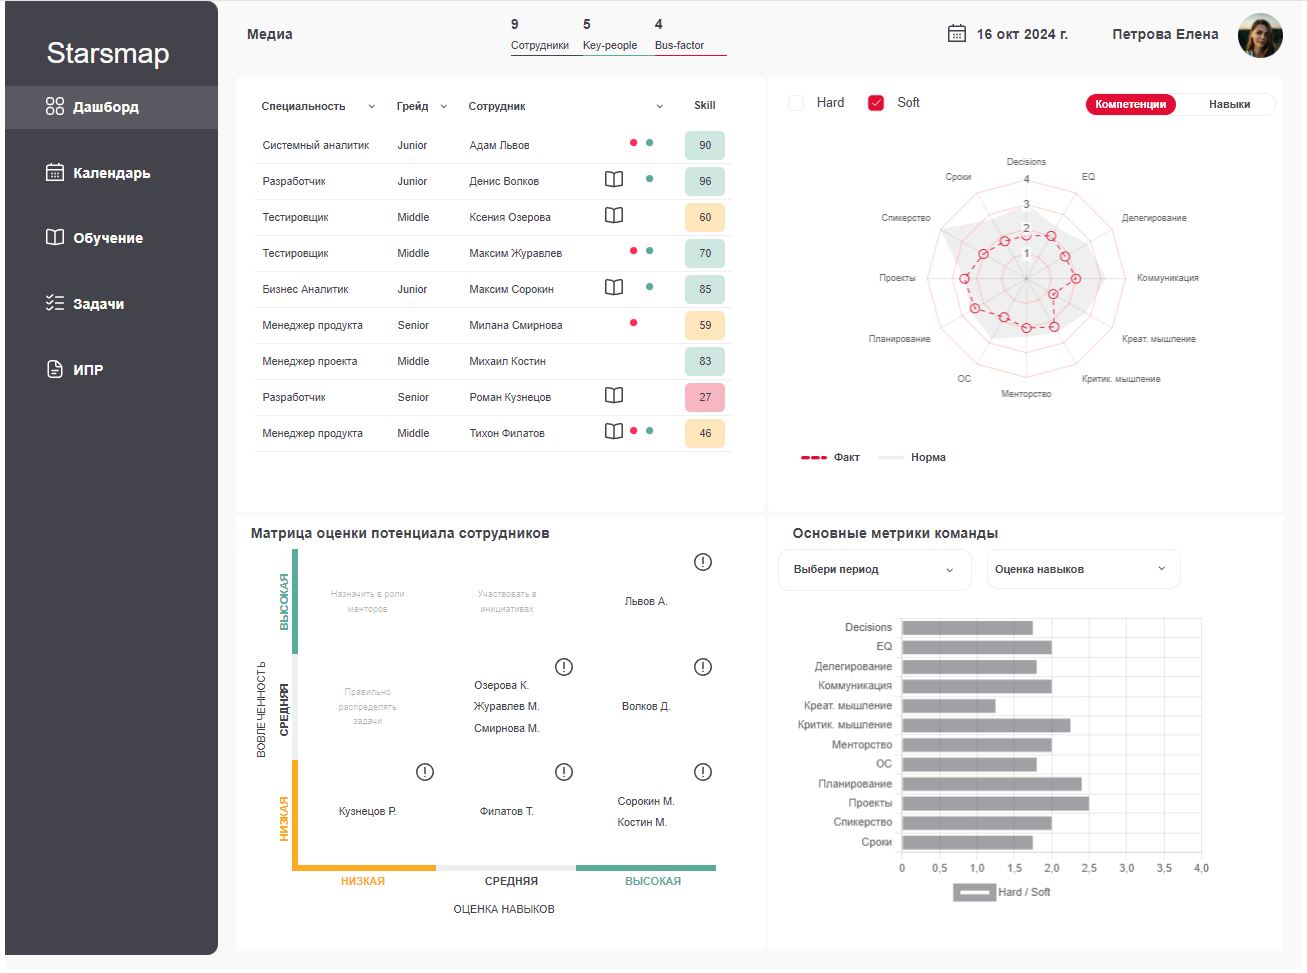 Starsmap
Дашборд
Календарь
Обучение
Задачи
ИПР
Медиа
9 5 4
Сотрудники Key-people Bus-factor
16 окт 2024 г.
Петрова Елена
Специальность Грейд Сотрудник Skill
Системный аналитик Junior Адам Львов 90
Разработчик Junior Денис Волков 96
Тестировщик Middle Ксения Озерова 60
Тестировщик Middle Максим Журавлев 70
Бизнес Аналитик Junior Максим Сорокин 85
Менеджер продукта Senior Милана Смирнова 59
Менеджер проекта Middle Михаил Костин 83
Разработчик Senior Роман Кузнецов 27
Менеджер продукта Middle Тихон Филатов 46
Hard Soft
Компетенции Навыки
Decisions
EQ
Делегирование
Коммуникация
Креат. мышление
Критик. мышление
Менторство
ОС
Планирование
Проекты
Спикерство
Сроки
4
3
2
1
Факт Норма
Матрица оценки потенциала сотрудников
ВОВЛЕЧЕННОСТЬ
ВЫСОКАЯ
СРЕДНЯЯ
НИЗКАЯ
Назначить в роли
менторов
Участвовать в
инициативах
Львов А.
Правильно
распределять
задачи
Озерова К.
Журавлев М.
Смирнова М.
Волков Д.
Кузнецов Р.
Филатов Т.
Сорокин М.
Костин М.
НИЗКАЯ СРЕДНЯЯ ВЫСОКАЯ
ОЦЕНКА НАВЫКОВ
Основные метрики команды
Выбери период Оценка навыков
Decisions
EQ
Делегирование
Коммуникация
Креат. мышление
Критик. мышление
Менторство
ОС
Планирование
Проекты
Спикерство
Сроки
0 0,5 1,0 1,5 2,0 2,5 3,0 3,5 4,0
Hard / Soft